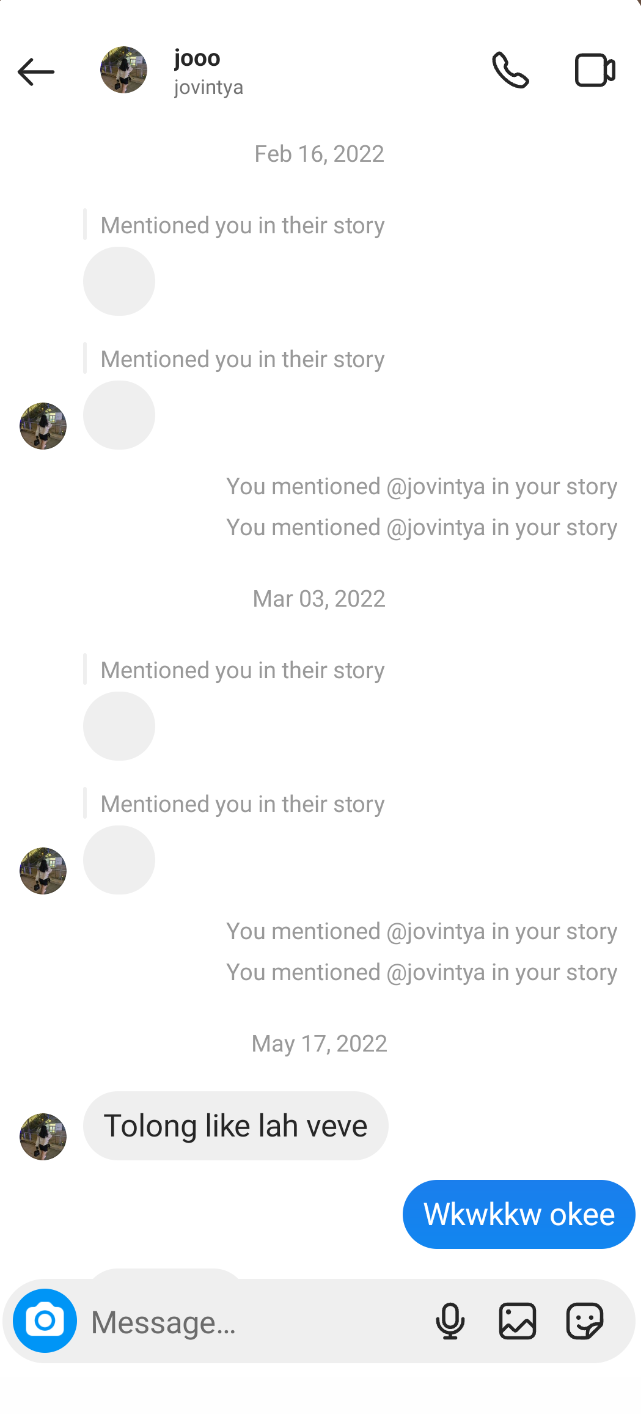 jooo
jovintya
Feb 16, 2022
Mentioned you in their story
Mentioned you in their story
You mentioned @jovintya in your story
You mentioned @jovintya in your story
Mar 03, 2022
Mentioned you in their story
Mentioned you in their story
You mentioned @jovintya in your story
You mentioned @jovintya in your story
May 17, 2022
Tolong like lah veve
Wkwkkw okee
Message...